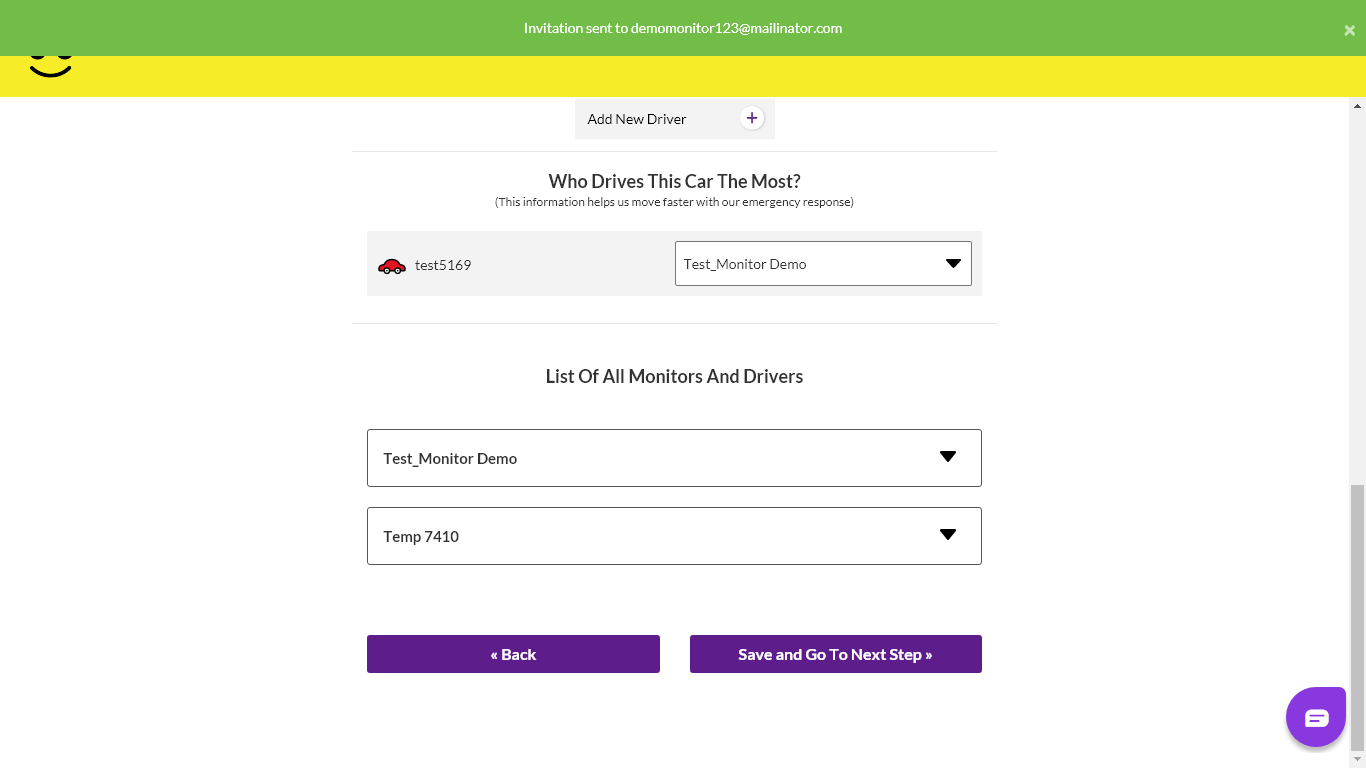 Invitation sent to demomonitor123@mailinator.com
×
Add New Driver +
Who Drives This Car The Most?
(This information helps us move faster with our emergency response)
test5169 Test_Monitor Demo
List Of All Monitors And Drivers
Test_Monitor Demo
Temp 7410
« Back Save and Go To Next Step »